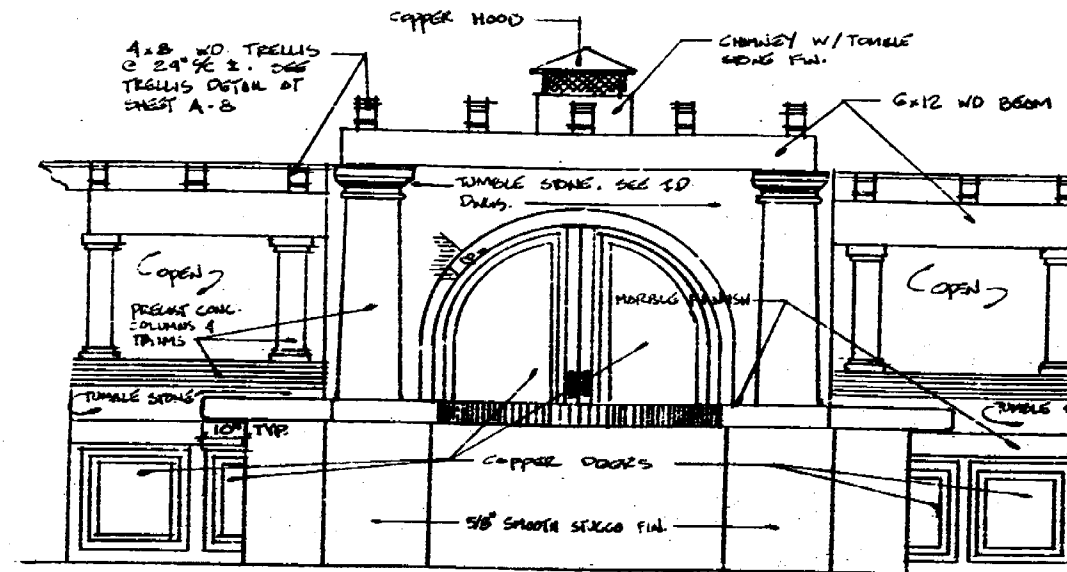 COPPER HOOD
4x8 WD. TRELLIS
@ 24" o/c ±. SEE
TRELLIS DETAIL AT
SHEET A-8
CHIMNEY W/ TUMBLE
STONE FIN.
6x12 WD BEAM
TUMBLE STONE. SEE I.D.
DWGS.
OPEN
OPEN
PRECAST CONC.
COLUMNS &
TRIMS
MARBLE FINISH
TUMBLE STONE
TUMBLE
10" TYP.
COPPER DOORS
5/8" SMOOTH STUCCO FIN.